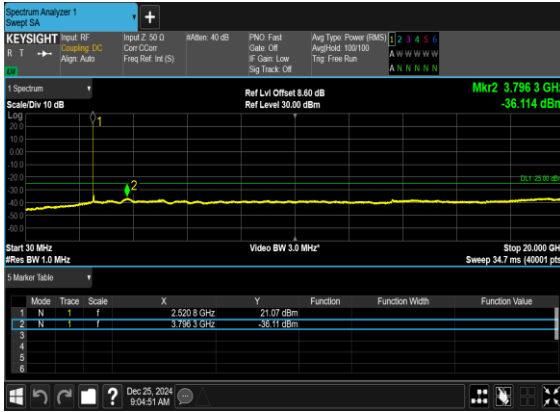 Spectrum Analyzer 1
Swept SA
+
KEYSIGHT Input: RF Input Z: 50 Ω #Atten: 40 dB PNO: Fast Avg Type: Power (RMS) 1 2 3 4 5 6
R T Coupling: DC Corr CCorr Gate: Off Avg|Hold: 100/100 A W W W W W
Align: Auto Freq Ref: Int (S) IF Gain: Low Trig: Free Run
LXI Sig Track: Off A N N N N N
1 Spectrum
Scale/Div 10 dB
Ref Lvl Offset 8.60 dB
Ref Level 30.00 dBm
Mkr2 3.796 3 GHz
-36.114 dBm
Log
20.0
10.0
0.00
-10.0
-20.0
-30.0
-40.0
-50.0
-60.0
1
2
DL1 -25.00 dBm
Start 30 MHz Video BW 3.0 MHz* Stop 20.000 GHz
#Res BW 1.0 MHz Sweep 34.7 ms (40001 pts)
5 Marker Table
Mode Trace Scale X Y Function Function Width Function Value
1 N 1 f 2.520 8 GHz 21.07 dBm
2 N 1 f 3.796 3 GHz -36.11 dBm
3
4
5
6
? Dec 25, 2024
9:04:51 AM